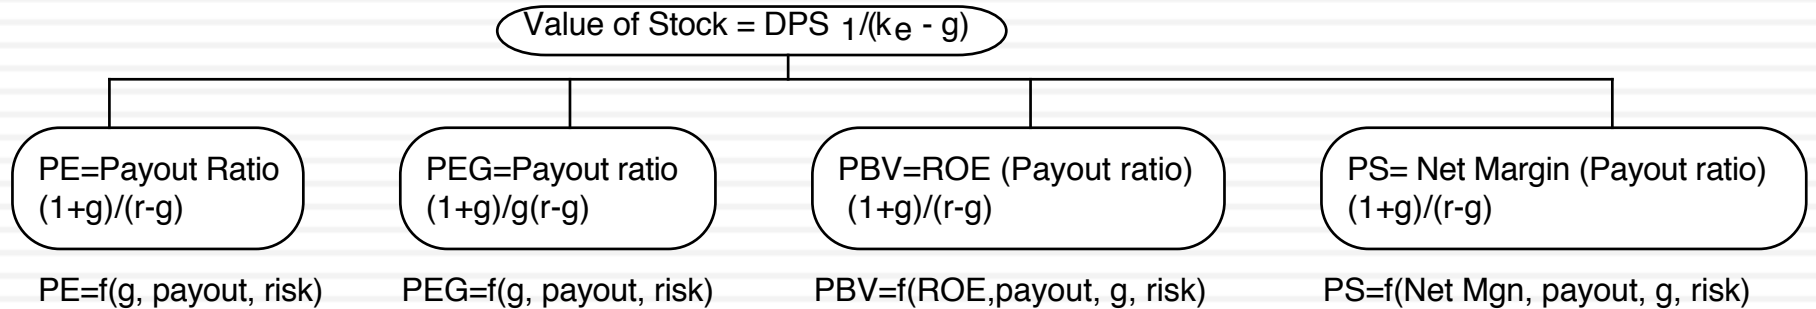 Value of Stock = DPS 1/(ke - g)
PE=Payout Ratio
(1+g)/(r-g)
PEG=Payout ratio
(1+g)/g(r-g)
PBV=ROE (Payout ratio)
(1+g)/(r-g)
PS= Net Margin (Payout ratio)
(1+g)/(r-g)
PE=f(g, payout, risk)
PEG=f(g, payout, risk)
PBV=f(ROE,payout, g, risk)
PS=f(Net Mgn, payout, g, risk)